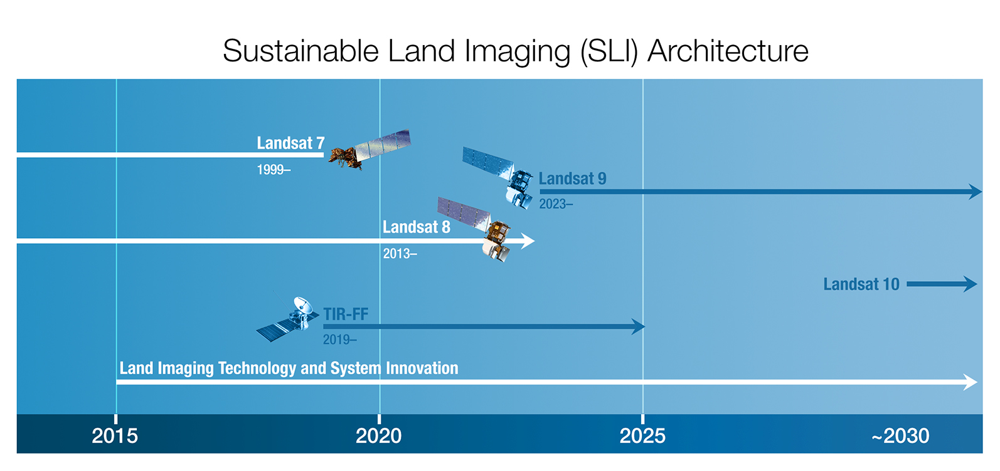 Sustainable Land Imaging (SLI) Architecture
Landsat 7
1999–
Landsat 9
2023–
Landsat 8
2013–
Landsat 10
TIR-FF
2019–
Land Imaging Technology and System Innovation
2015
2020
2025
~2030